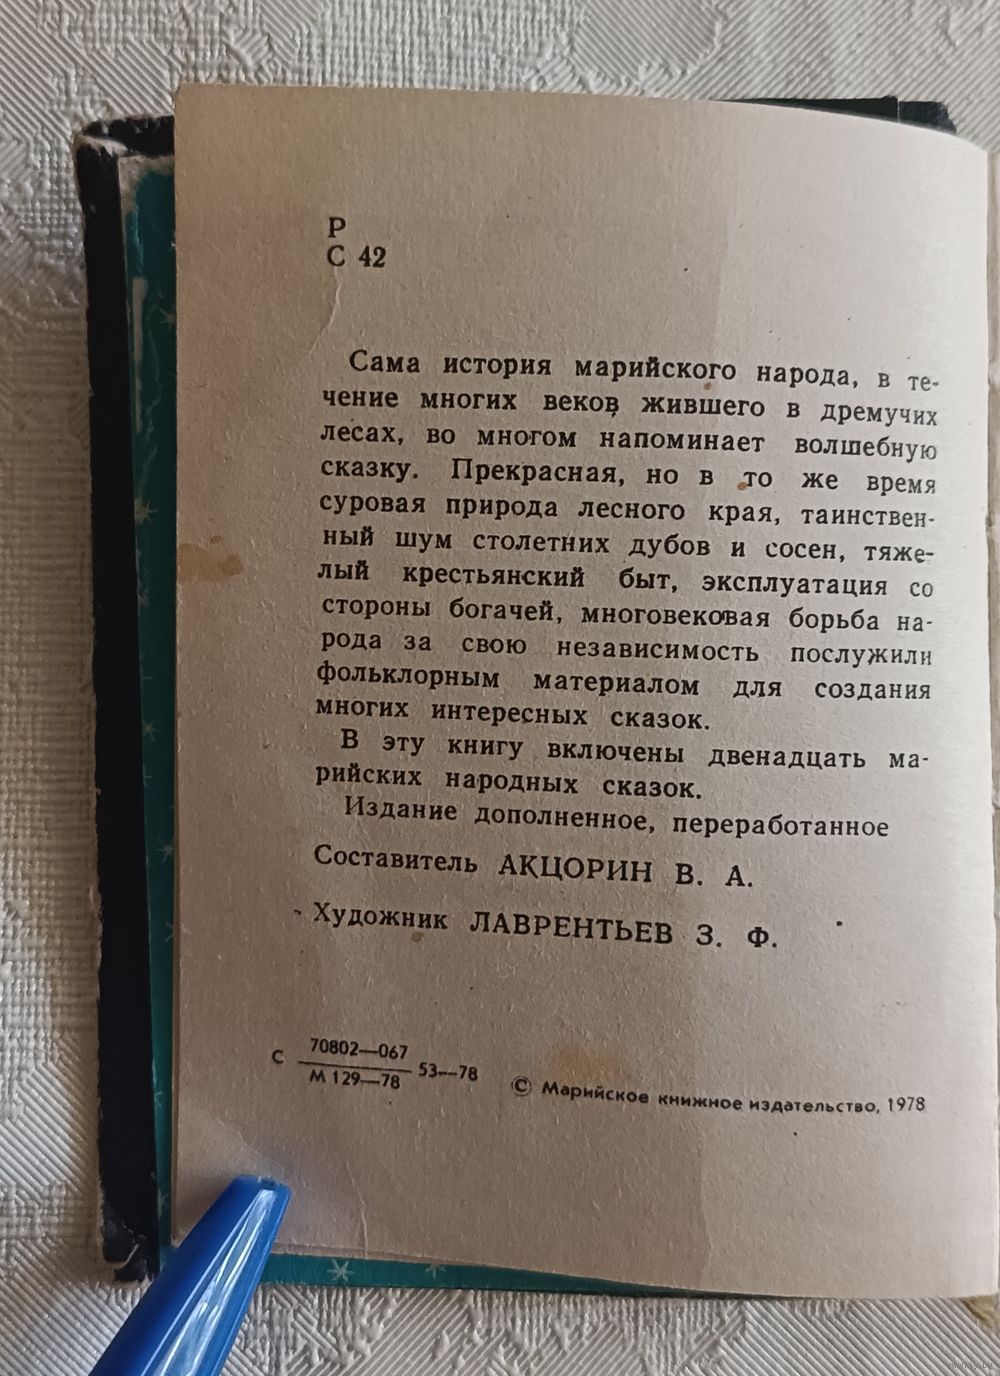 Р
С 42
Сама история марийского народа, в те-
чение многих веков жившего в дремучих
лесах, во многом напоминает волшебную
сказку. Прекрасная, но в то же время
суровая природа лесного края, таинствен-
ный шум столетних дубов и сосен, тяже-
лый крестьянский быт, эксплуатация со
стороны богачей, многовековая борьба на-
рода за свою независимость послужили
фольклорным материалом для создания
многих интересных сказок.
В эту книгу включены двенадцать ма-
рийских народных сказок.
Издание дополненное, переработанное
Составитель АКЦОРИН В. А.
Художник ЛАВРЕНТЬЕВ З. Ф.
С 70802—067 53—78
М 129—78
© Марийское книжное издательство, 1978